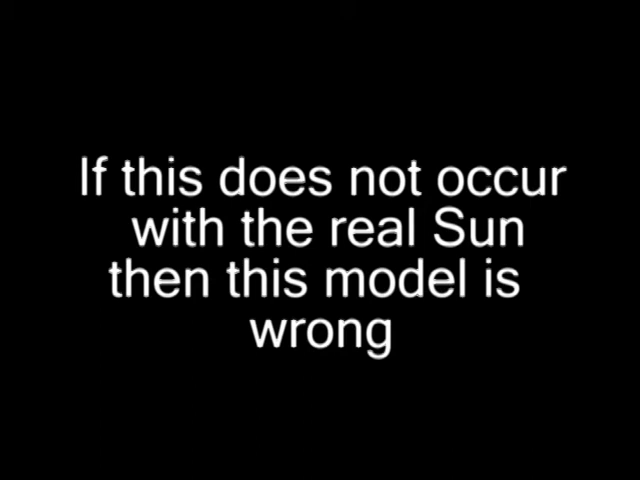 If this does not occur
with the real Sun
then this model is
wrong